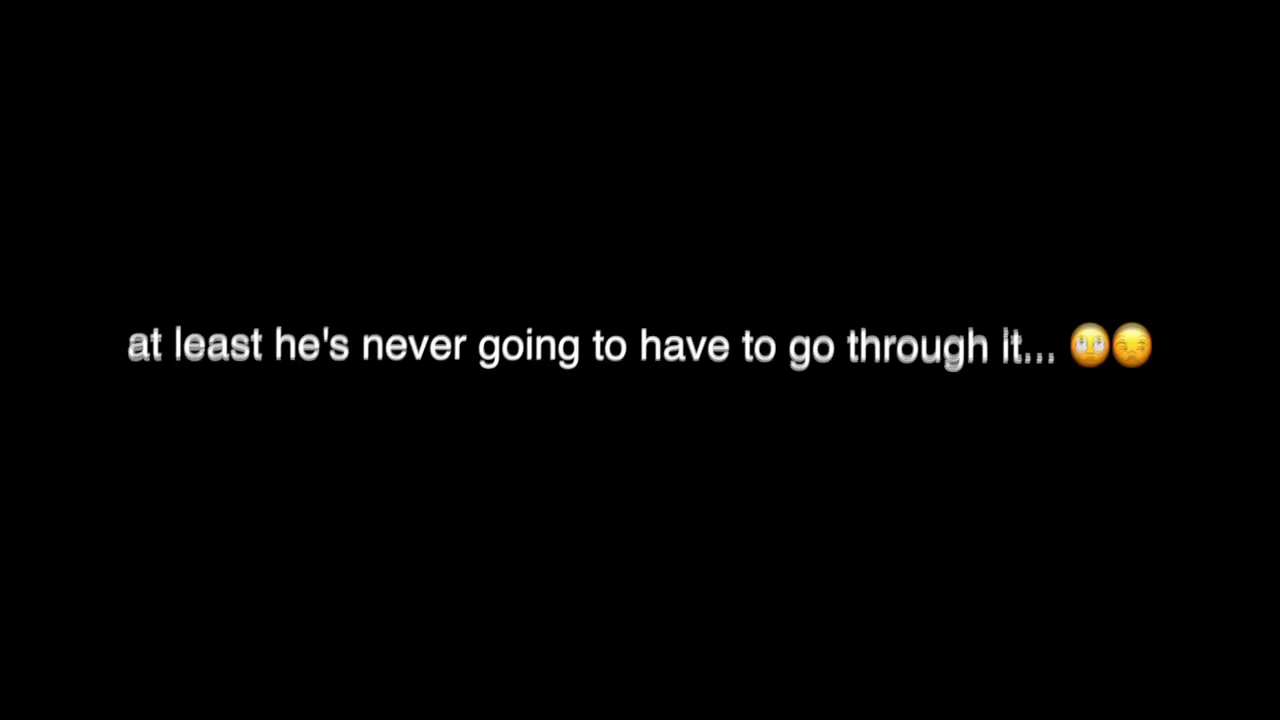 at least he's never going to have to go through it... 🙄😒